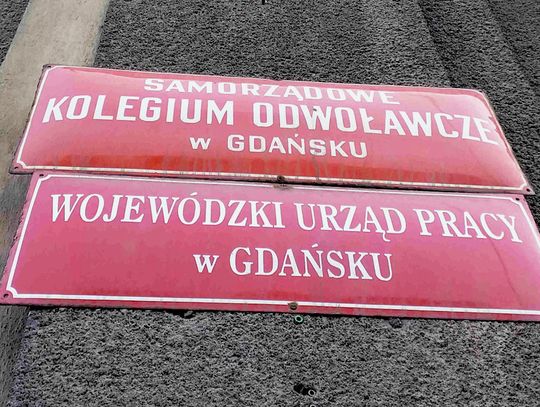 SAMORZĄDOWE
KOLEGIUM ODWOŁAWCZE
W GDAŃSKU
WOJEWÓDZKI URZĄD PRACY
w GDAŃSKU